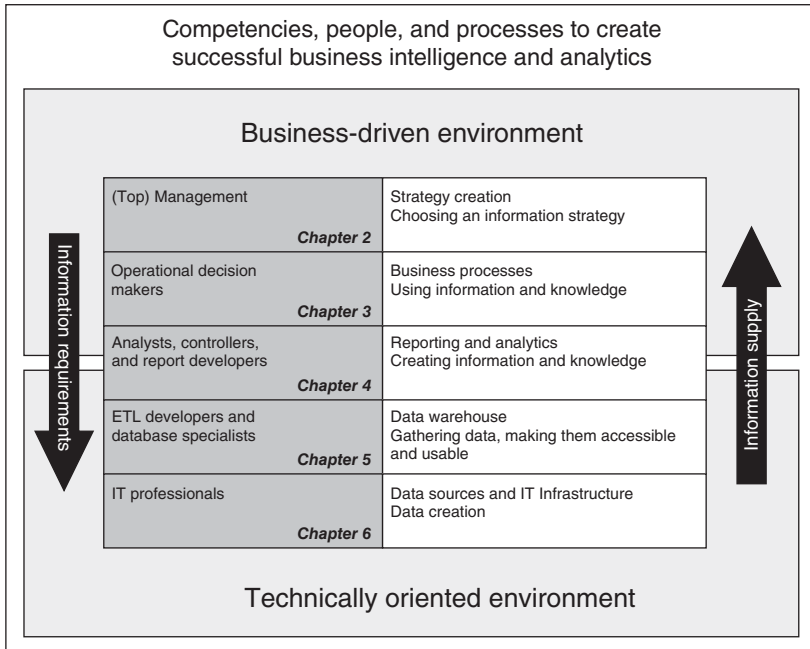 Competencies, people, and processes to create
successful business intelligence and analytics
Business-driven environment
Information requirements
(Top) Management
Chapter 2
Strategy creation
Choosing an information strategy
Operational decision
makers
Chapter 3
Business processes
Using information and knowledge
Analysts, controllers,
and report developers
Chapter 4
Reporting and analytics
Creating information and knowledge
ETL developers and
database specialists
Chapter 5
Data warehouse
Gathering data, making them accessible
and usable
IT professionals
Chapter 6
Data sources and IT Infrastructure
Data creation
Information supply
Technically oriented environment